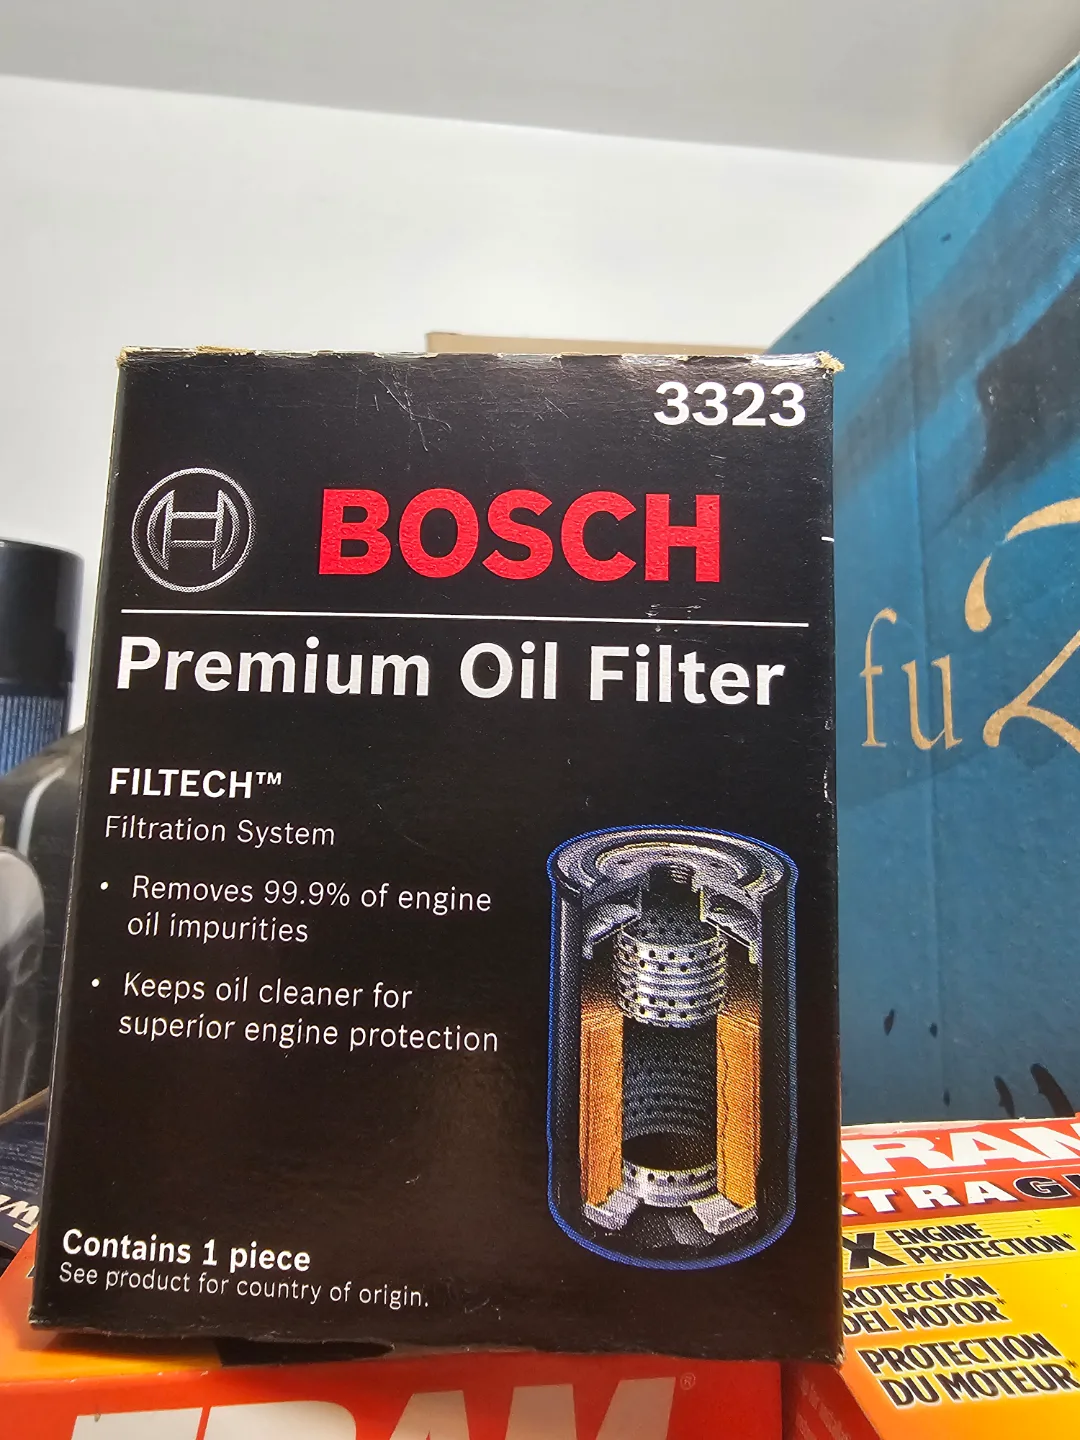 3323
BOSCH
Premium Oil Filter
FILTECH™
Filtration System
• Removes 99.9% of engine
oil impurities
• Keeps oil cleaner for
superior engine protection
Contains 1 piece
See product for country of origin.
fu
ENGINE
PROTECTION+
DEL MOTOR
PROTECTION
DU MOTEUR